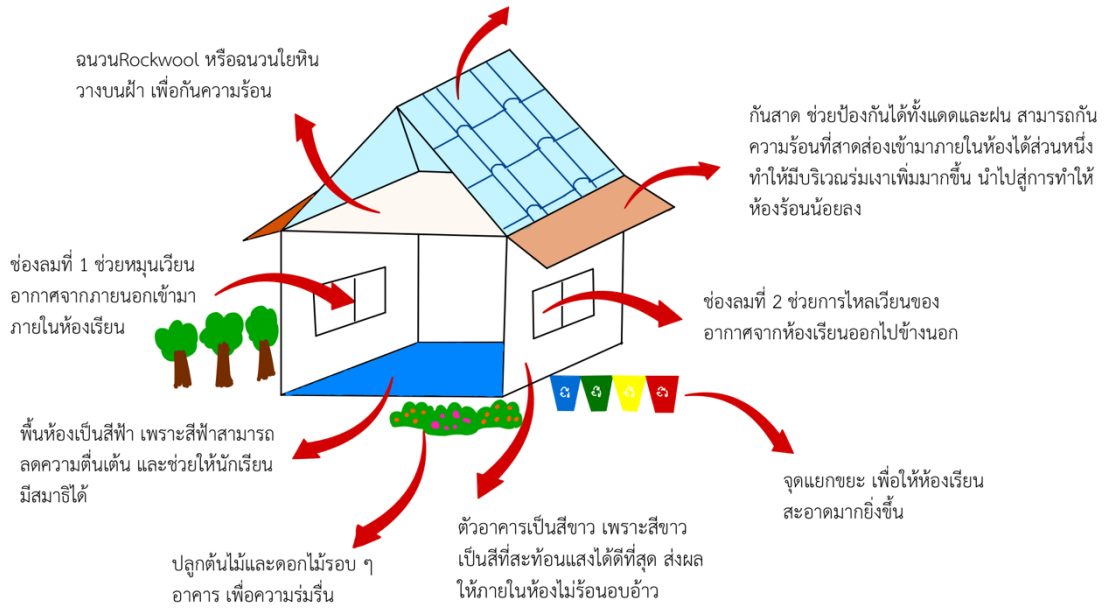 ฉนวนRockwool หรือฉนวนใยหิน
วางบนฝ้า เพื่อกันความร้อน
กันสาด ช่วยป้องกันได้ทั้งแดดและฝน สามารถกัน
ความร้อนที่สาดส่องเข้ามาภายในห้องได้ส่วนหนึ่ง
ทำให้มีบริเวณร่มเงาเพิ่มมากขึ้น นำไปสู่การทำให้
ห้องร้อนน้อยลง
ช่องลมที่ 1 ช่วยหมุนเวียน
อากาศจากภายนอกเข้ามา
ภายในห้องเรียน
ช่องลมที่ 2 ช่วยการไหลเวียนของ
อากาศจากห้องเรียนออกไปข้างนอก
พื้นห้องเป็นสีฟ้า เพราะสีฟ้าสามารถ
ลดความตื่นเต้น และช่วยให้นักเรียน
มีสมาธิได้
จุดแยกขยะ เพื่อให้ห้องเรียน
สะอาดมากยิ่งขึ้น
ตัวอาคารเป็นสีขาว เพราะสีขาว
เป็นสีที่สะท้อนแสงได้ดีที่สุด ส่งผล
ให้ภายในห้องไม่ร้อนอบอ้าว
ปลูกต้นไม้และดอกไม้รอบ ๆ
อาคาร เพื่อความร่มรื่น